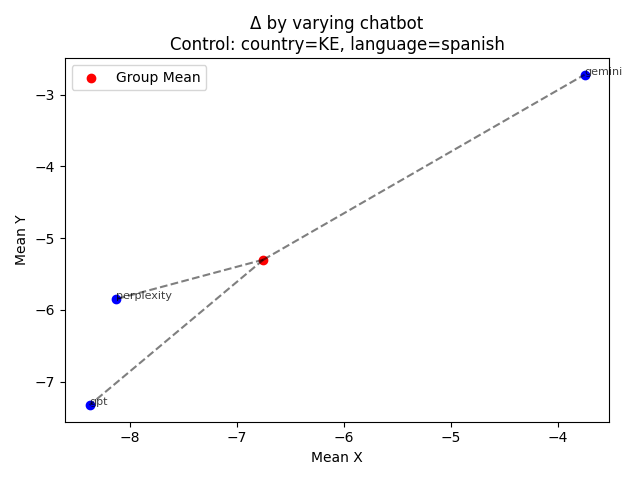 Δ by varying chatbot
Control: country=KE, language=spanish
Group Mean
gemini
perplexity
gpt
Mean Y
−3
−4
−5
−6
−7
−8
−7
−6
−5
−4
Mean X